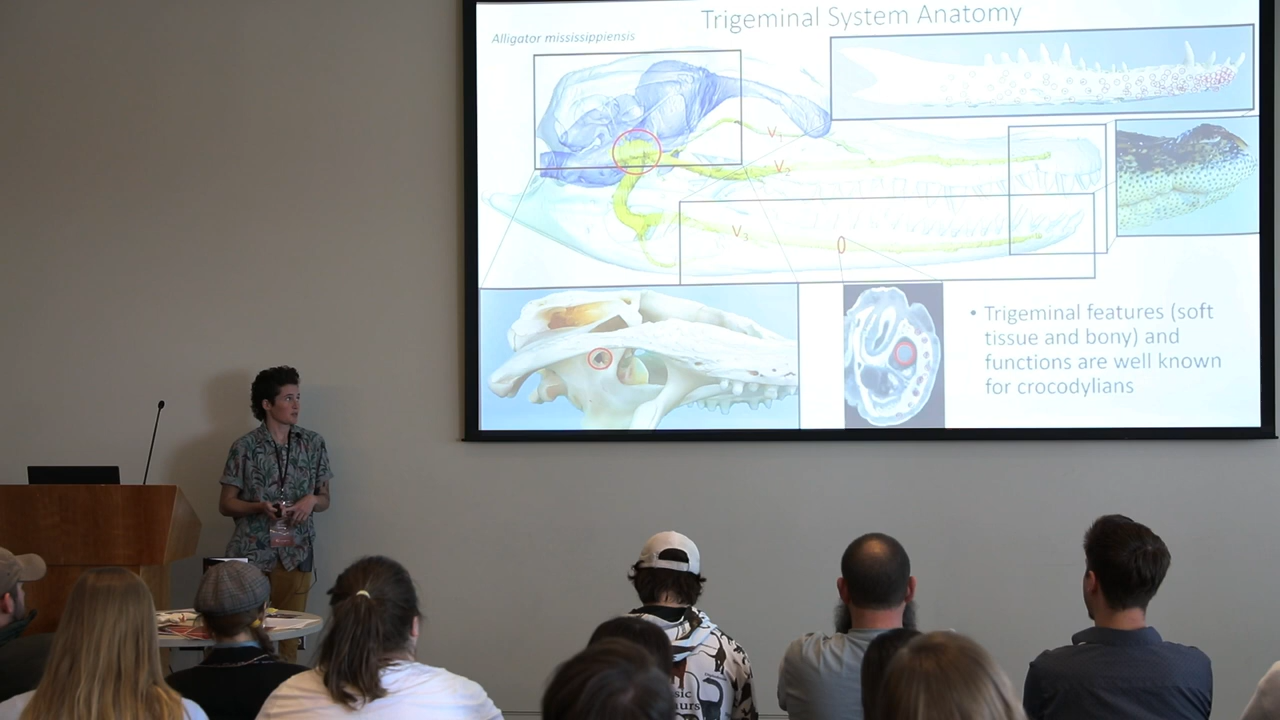 Trigeminal System Anatomy
Alligator mississippiensis
V₁
V₂
V₃
• Trigeminal features (soft
tissue and bony) and
functions are well known
for crocodylians